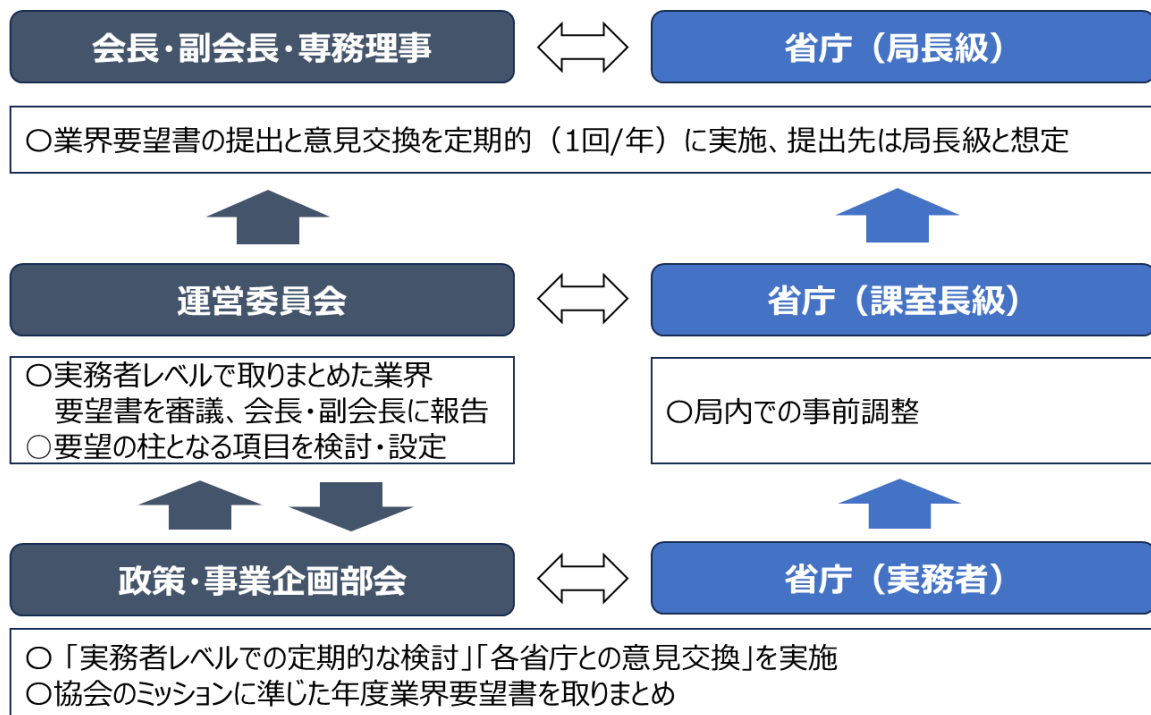 会長・副会長・専務理事
省庁（局長級）
〇業界要望書の提出と意見交換を定期的（1回/年）に実施、提出先は局長級と想定
運営委員会
省庁（課室長級）
〇実務者レベルで取りまとめた業界
要望書を審議、会長・副会長に報告
〇要望の柱となる項目を検討・設定
〇局内での事前調整
政策・事業企画部会
省庁（実務者）
〇「実務者レベルでの定期的な検討」「各省庁との意見交換」を実施
〇協会のミッションに準じた年度業界要望書を取りまとめ